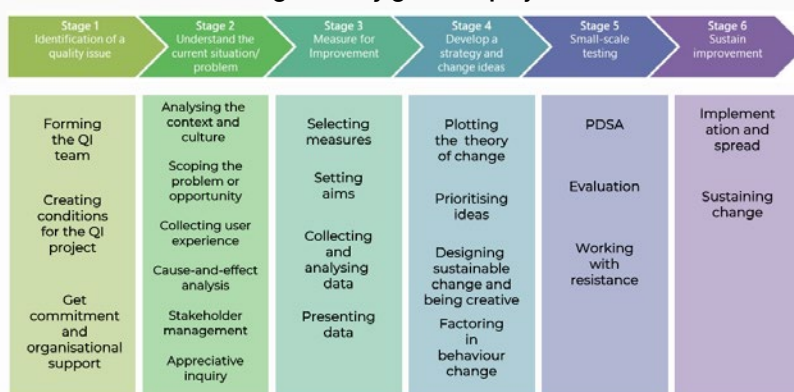 Stage 1
Identification of a
quality issue
Stage 2
Understand the
current situation/
problem
Stage 3
Measure for
Improvement
Stage 4
Develop a
strategy and
change ideas
Stage 5
Small-scale
testing
Stage 6
Sustain
improvement
Forming
the QI
team
Creating
conditions
for the QI
project
Get
commitment
and
organisational
support
Analysing the
context and
culture
Scoping the
problem or
opportunity
Collecting user
experience
Cause-and-effect
analysis
Stakeholder
management
Appreciative
inquiry
Selecting
measures
Setting
aims
Collecting
and
analysing
data
Presenting
data
Plotting
the theory
of change
Prioritising
ideas
Designing
sustainable
change and
being creative
Factoring
in
behaviour
change
PDSA
Evaluation
Working
with
resistance
Implement
ation and
spread
Sustaining
change